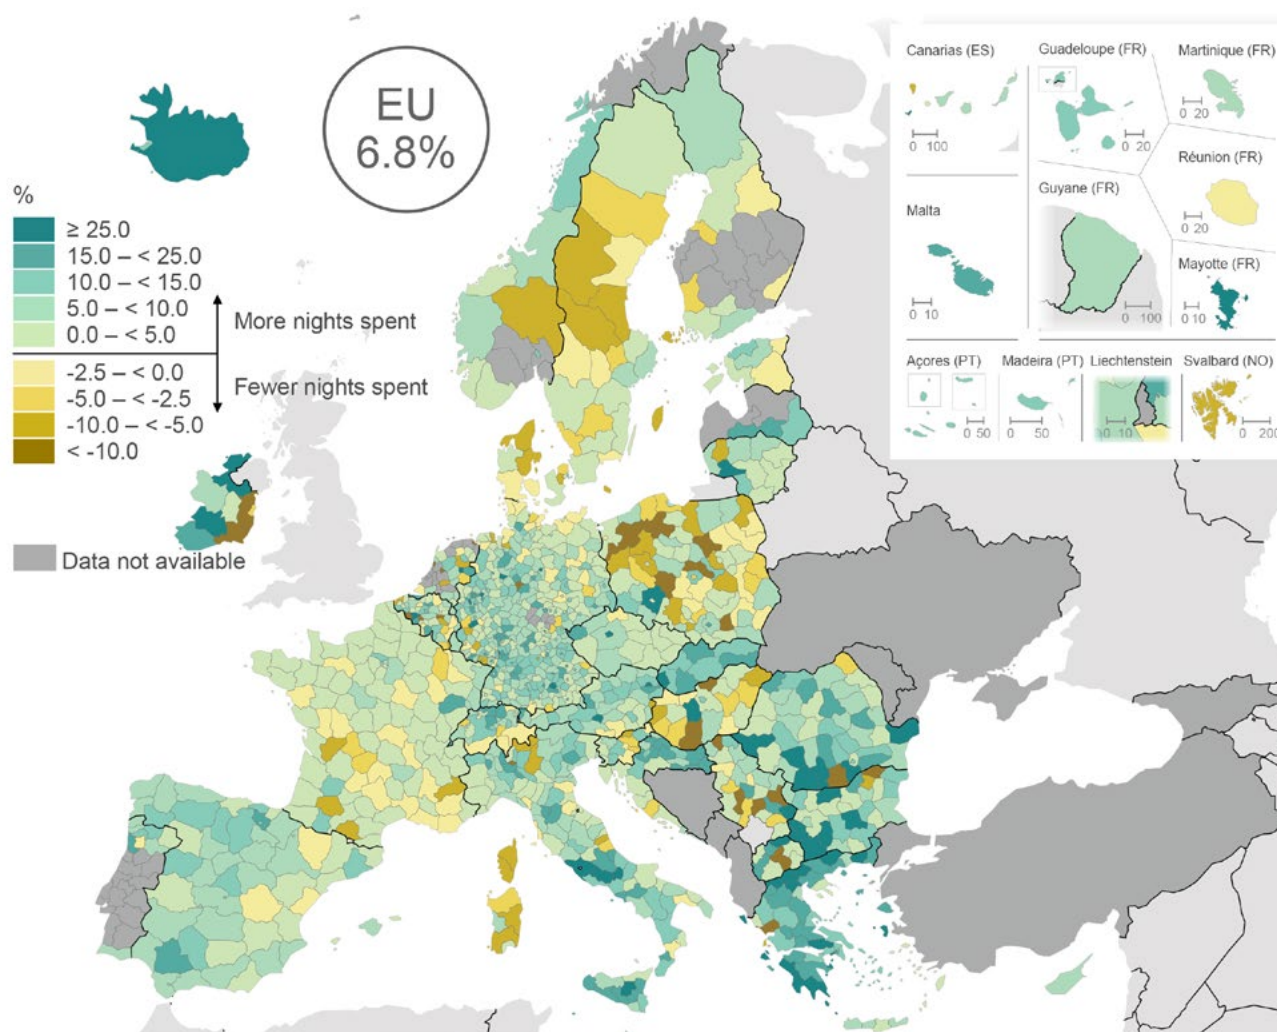 EU
6.8%
%
≥ 25.0
15.0 – < 25.0
10.0 – < 15.0
5.0 – < 10.0
0.0 – < 5.0
More nights spent
-2.5 – < 0.0
-5.0 – < -2.5
-10.0 – < -5.0
< -10.0
Fewer nights spent
Data not available
Canarias (ES)
0 100
Guadeloupe (FR)
0 20
Martinique (FR)
0 20
Malta
0 10
Guyane (FR)
0 100
Réunion (FR)
0 20
Mayotte (FR)
0 10
Açores (PT)
0 50
Madeira (PT)
0 50
Liechtenstein
0 10
Svalbard (NO)
0 200